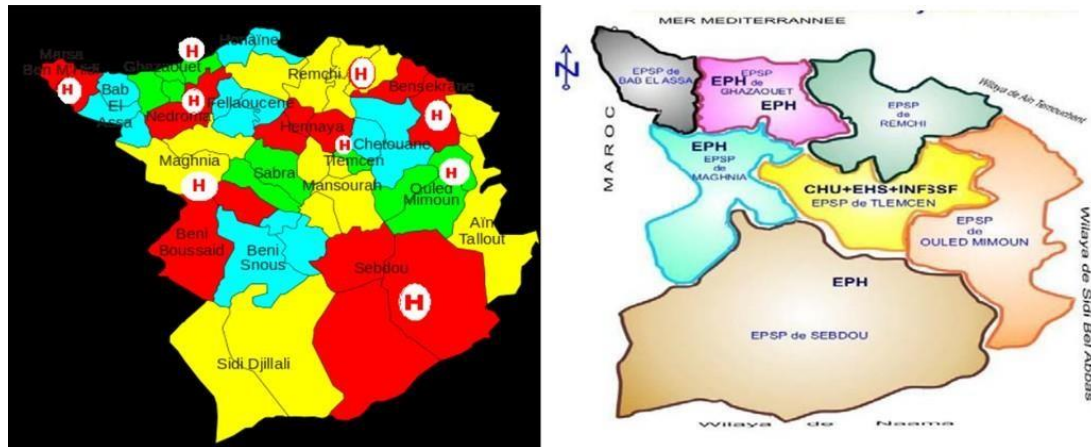 Honaïne
H
Marsa
Ben M'Hidi
Ghazaouet
Remchi
H
H
Bab
El
Assa
H
Nedroma
Fellaoucene
Bensekrane
H
Hennaya
H
Chetouane
Maghnia
Tlemcen
H
Sabra
Mansourah
Ouled
Mimoun
H
Aïn
Tallout
Beni
Boussaid
Beni
Snous
Sebdou
H
Sidi Djillali
MER MEDITERRANNEE
N
EPSP de
BAB EL ASSA
EPH
EPSP
de
GHAZAOUET
EPH
EPSP
de
REMCHI
Wilaya de Ain Temouchent
MAROC
EPH
EPSP
de
MAGHNIA
CHU+EHS+INFSSF
EPSP de TLEMCEN
EPSP
de
OULED MIMOUN
Wilaya de Sidi Bel Abbas
EPH
EPSP de SEBDOU
Wilaya de Naama